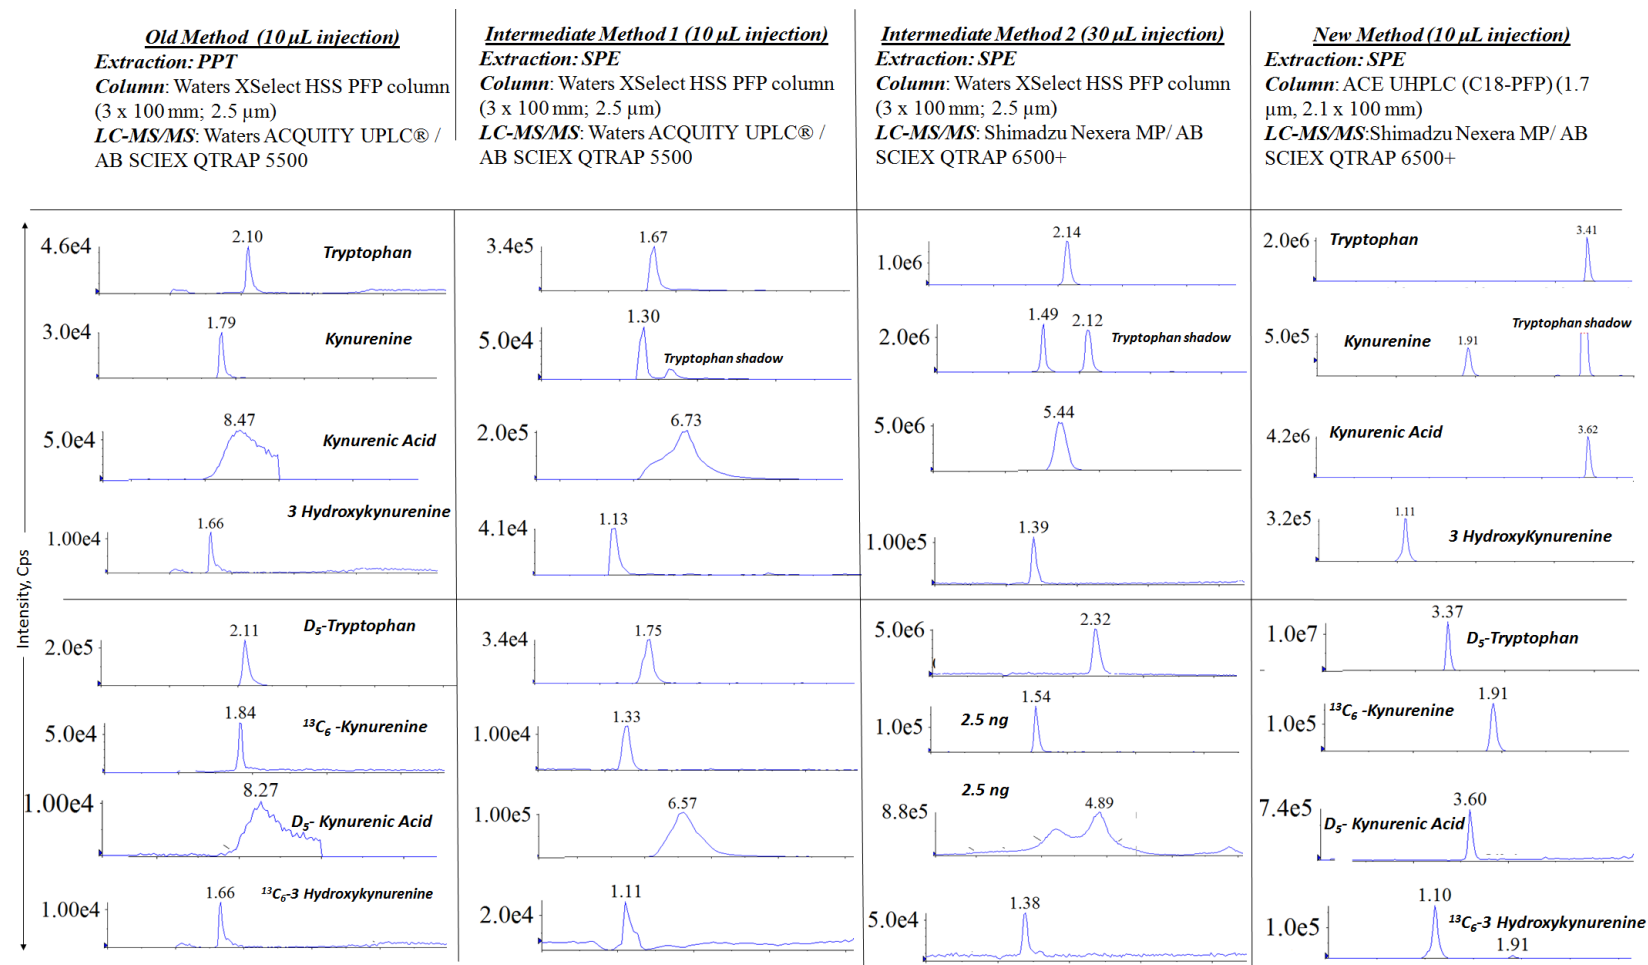 Old Method (10 µL injection)
Extraction: PPT
Column: Waters XSelect HSS PFP column
(3 x 100 mm; 2.5 µm)
LC-MS/MS: Waters ACQUITY UPLC® /
AB SCIEX QTRAP 5500
Intermediate Method 1 (10 µL injection)
Extraction: SPE
Column: Waters XSelect HSS PFP column
(3 x 100 mm; 2.5 µm)
LC-MS/MS: Waters ACQUITY UPLC® /
AB SCIEX QTRAP 5500
Intermediate Method 2 (30 µL injection)
Extraction: SPE
Column: Waters XSelect HSS PFP column
(3 x 100 mm; 2.5 µm)
LC-MS/MS: Shimadzu Nexera MP/ AB
SCIEX QTRAP 6500+
New Method (10 µL injection)
Extraction: SPE
Column: ACE UHPLC (C18-PFP) (1.7
µm, 2.1 x 100 mm)
LC-MS/MS:Shimadzu Nexera MP/ AB
SCIEX QTRAP 6500+
Intensity, Cps
4.6e4 2.10 Tryptophan
3.4e5 1.67
1.0e6 2.14
2.0e6 Tryptophan 3.41
3.0e4 1.79 Kynurenine
5.0e4 1.30 Tryptophan shadow
2.0e6 1.49 2.12 Tryptophan shadow
5.0e5 Kynurenine 1.91 Tryptophan shadow
5.0e4 8.47 Kynurenic Acid
2.0e5 6.73
5.0e6 5.44
4.2e6 Kynurenic Acid 3.62
1.00e4 1.66 3 Hydroxykynurenine
4.1e4 1.13
1.00e5 1.39
3.2e5 1.11 3 HydroxyKynurenine
2.0e5 2.11 D5-Tryptophan
3.4e4 1.75
5.0e6 2.32
1.0e7 3.37 D5-Tryptophan
5.0e4 1.84 13C6 -Kynurenine
1.00e4 1.33
1.0e5 2.5 ng 1.54
1.0e5 13C6 -Kynurenine 1.91
1.00e4 8.27 D5- Kynurenic Acid
1.00e5 6.57
8.8e5 2.5 ng 4.89
7.4e5 D5- Kynurenic Acid 3.60
1.00e4 1.66 13C6-3 Hydroxykynurenine
2.0e4 1.11
5.0e4 1.38
1.0e5 1.10 13C6-3 Hydroxykynurenine
1.91